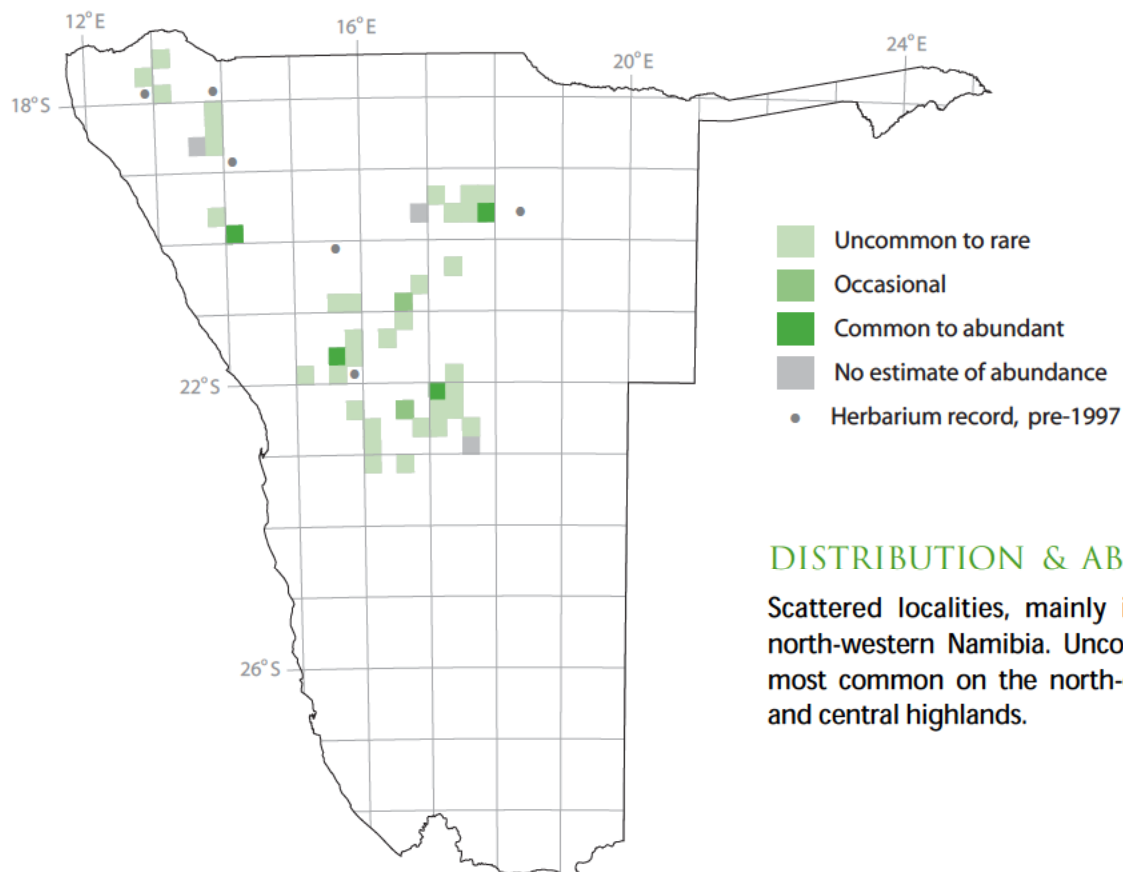 12°E
16°E
20°E
24°E
18°S
22°S
26°S
Uncommon to rare
Occasional
Common to abundant
No estimate of abundance
Herbarium record, pre-1997
DISTRIBUTION & AB
Scattered localities, mainly i
north-western Namibia. Unco
most common on the north-
and central highlands.